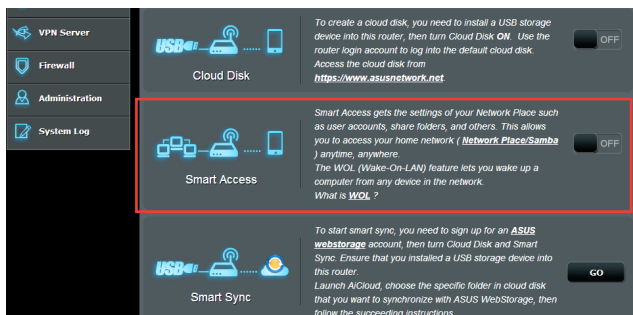 VPN Server
Firewall
Administration
System Log
USB
Cloud Disk
To create a cloud disk, you need to install a USB storage
device into this router, then turn Cloud Disk ON. Use the
router login account to log into the default cloud disk.
Access the cloud disk from
https://www.asusnetwork.net.
OFF
Smart Access
Smart Access gets the settings of your Network Place such
as user accounts, share folders, and others. This allows
you to access your home network ( Network Place/Samba
) anytime, anywhere.
The WOL (Wake-On-LAN) feature lets you wake up a
computer from any device in the network.
What is WOL ?
OFF
USB
Smart Sync
To start smart sync, you need to sign up for an ASUS
webstorage account, then turn Cloud Disk and Smart
Sync. Ensure that you installed a USB storage device into
this router.
Launch AiCloud, choose the specific folder in cloud disk
that you want to synchronize with ASUS WebStorage, then
follow the succeeding instructions.
GO